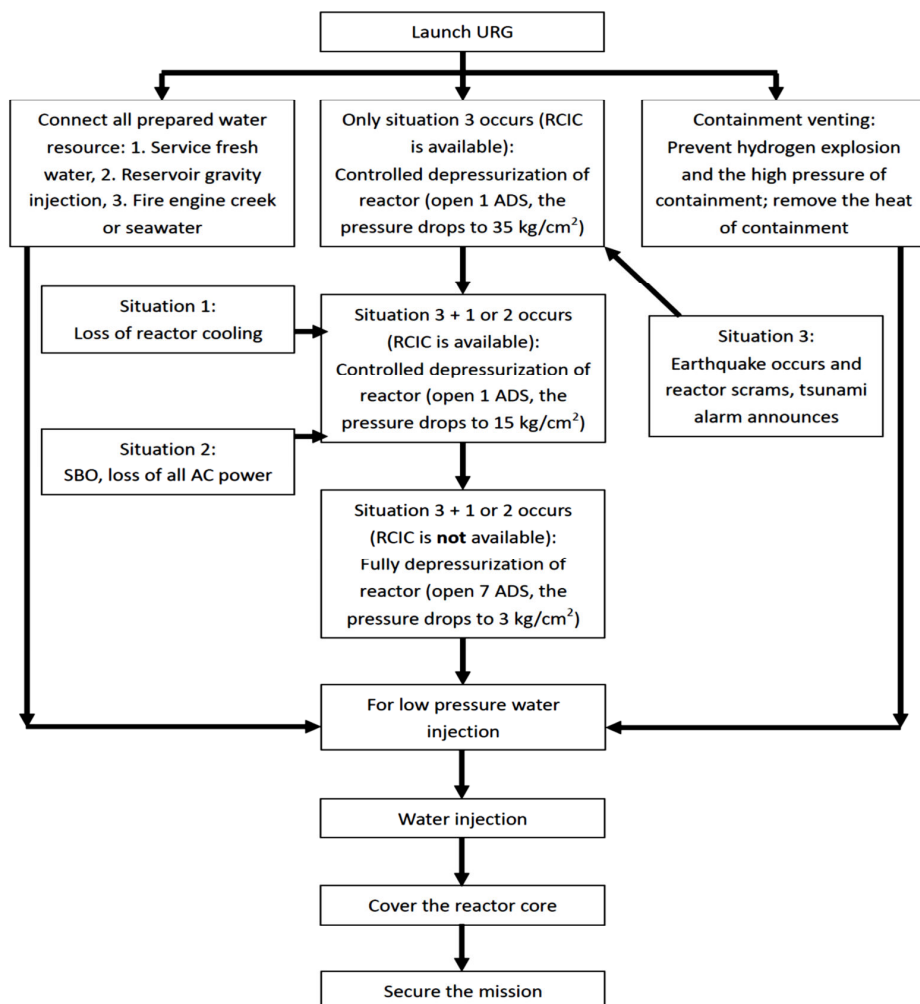 Launch URG
Connect all prepared water
resource: 1. Service fresh
water, 2. Reservoir gravity
injection, 3. Fire engine creek
or seawater
Only situation 3 occurs (RCIC
is available):
Controlled depressurization of
reactor (open 1 ADS, the
pressure drops to 35 kg/cm²)
Containment venting:
Prevent hydrogen explosion
and the high pressure of
containment; remove the heat
of containment
Situation 1:
Loss of reactor cooling
Situation 3 + 1 or 2 occurs
(RCIC is available):
Controlled depressurization of
reactor (open 1 ADS, the
pressure drops to 15 kg/cm²)
Situation 3:
Earthquake occurs and
reactor scrams, tsunami
alarm announces
Situation 2:
SBO, loss of all AC power
Situation 3 + 1 or 2 occurs
(RCIC is not available):
Fully depressurization of
reactor (open 7 ADS, the
pressure drops to 3 kg/cm²)
For low pressure water
injection
Water injection
Cover the reactor core
Secure the mission